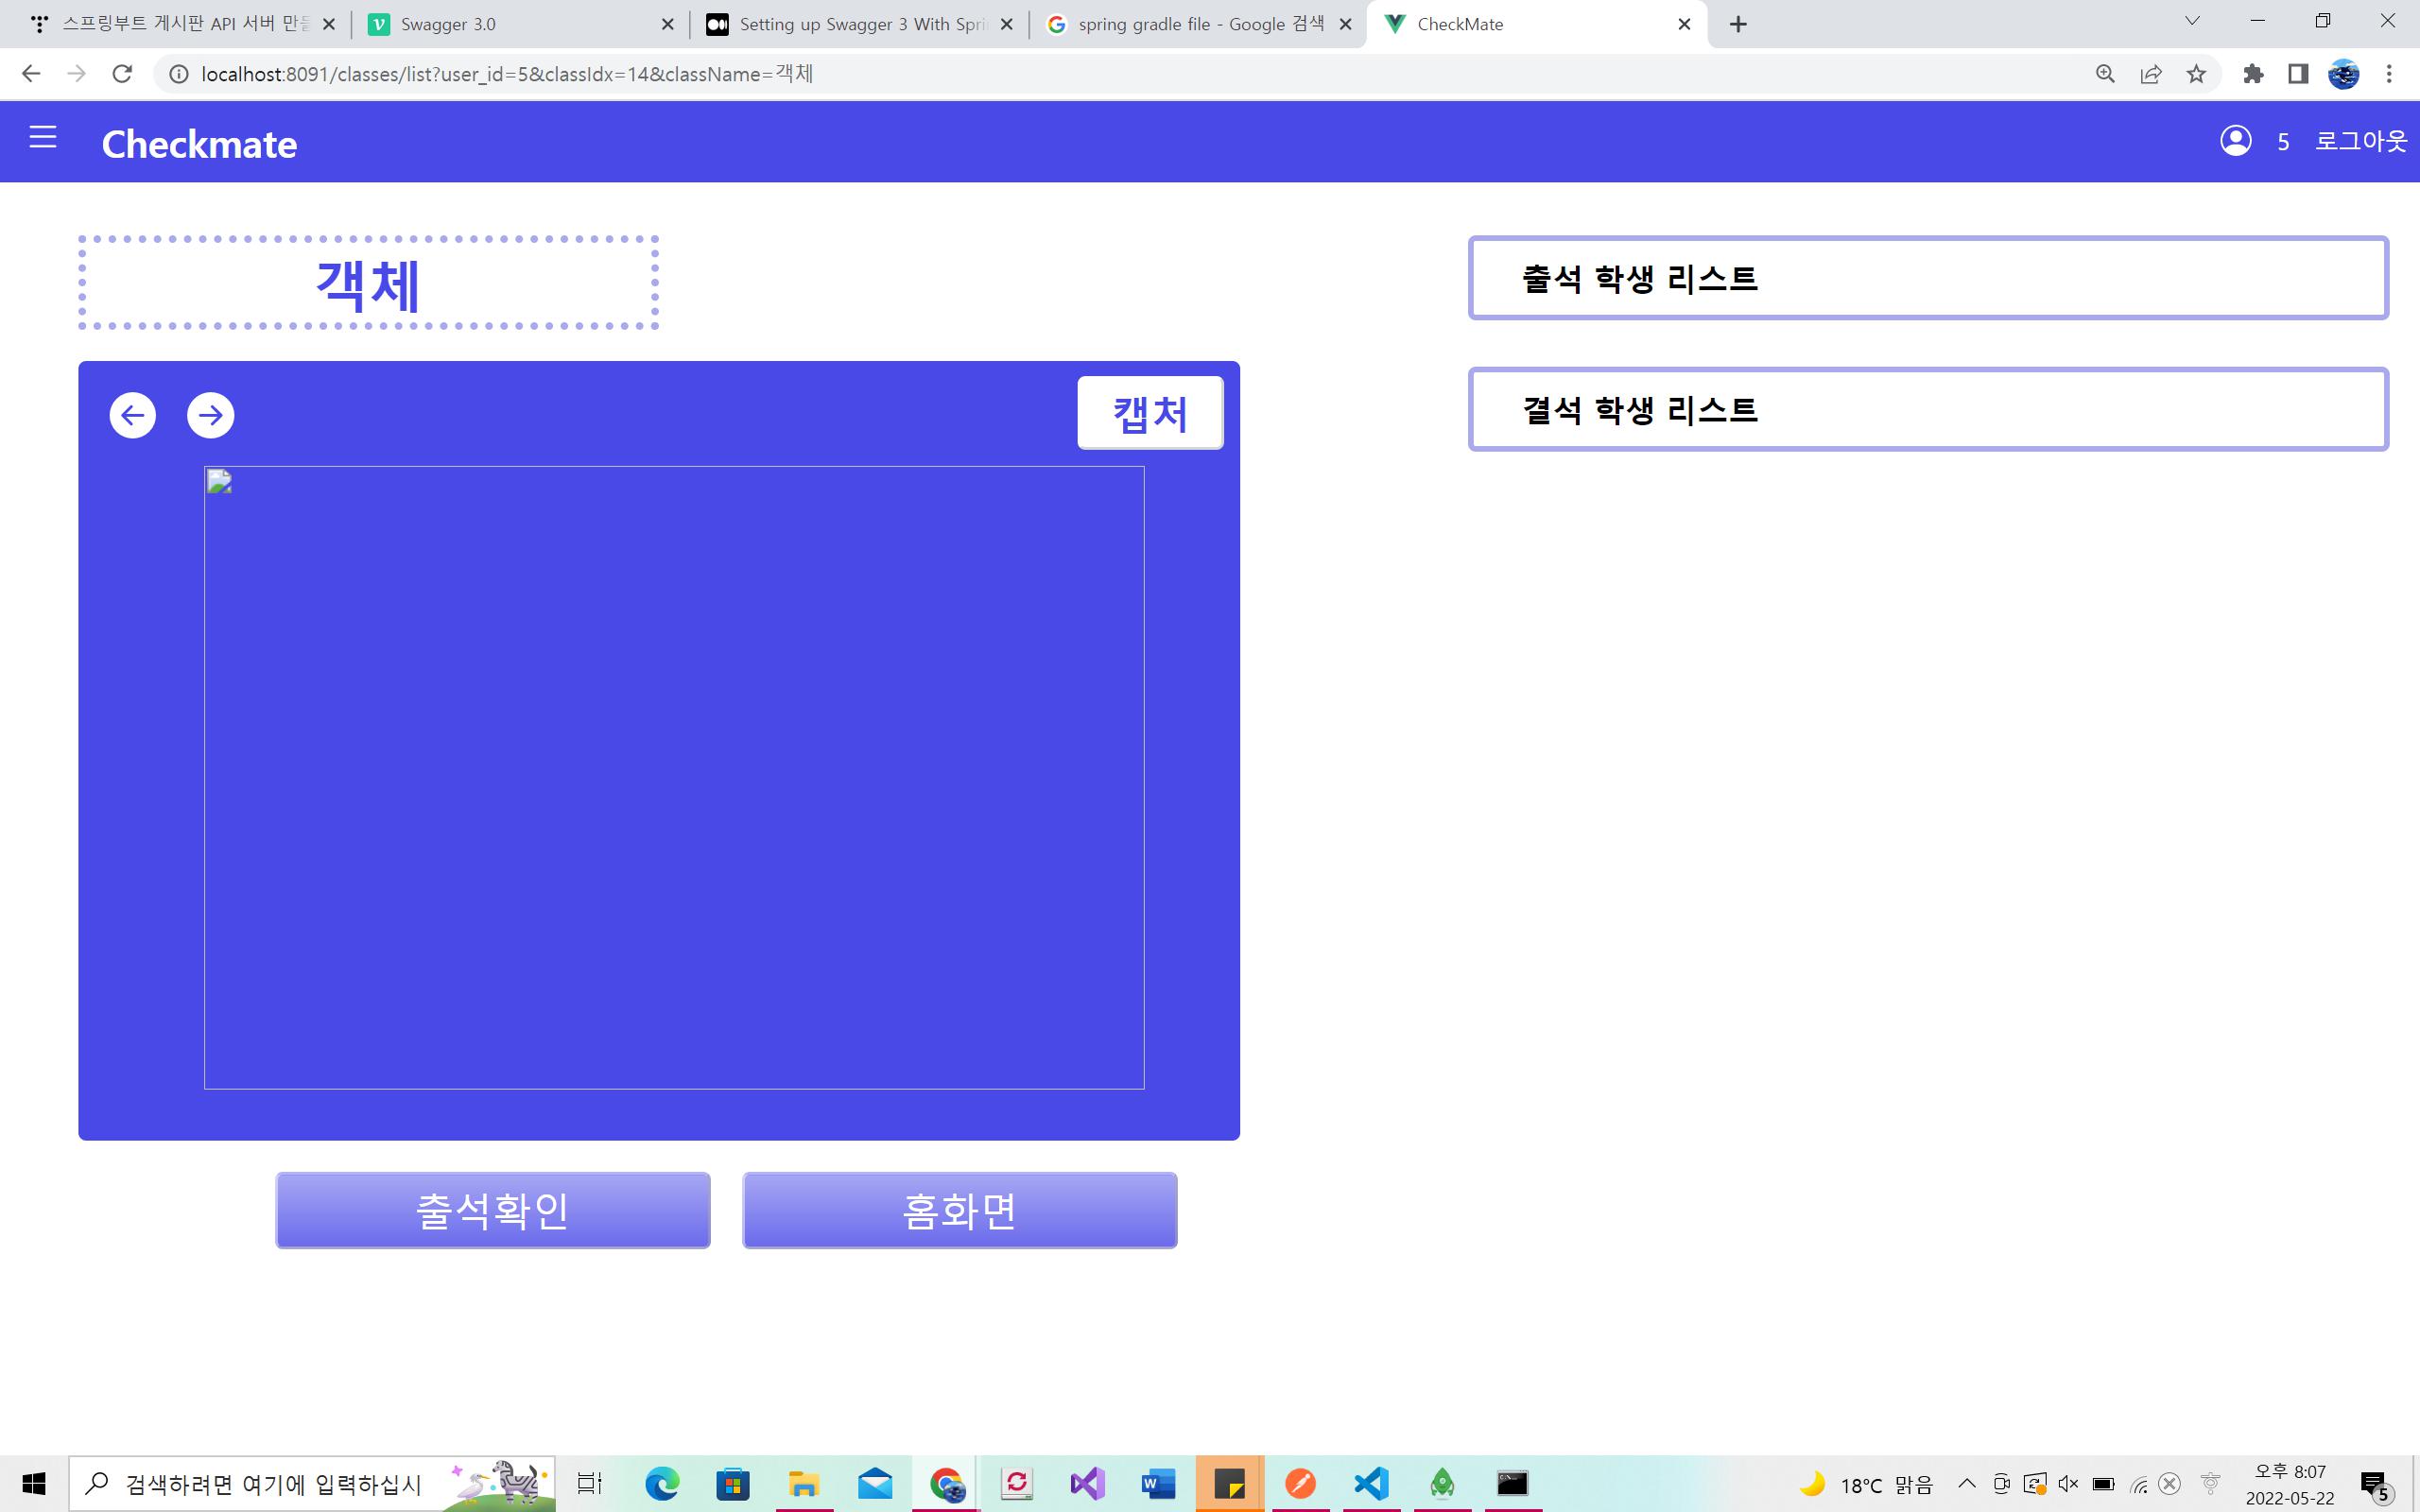 스프링부트 게시판 API 서버 만들
Swagger 3.0
Setting up Swagger 3 With Spri
spring gradle file - Google 검색
CheckMate
localhost:8091/classes/list?user_id=5&classIdx=14&className=객체
Checkmate
5
로그아웃
객체
캡처
출석확인
홈화면
출석 학생 리스트
결석 학생 리스트
검색하려면 여기에 입력하십시
18°C 맑음
오후 8:07
2022-05-22
5